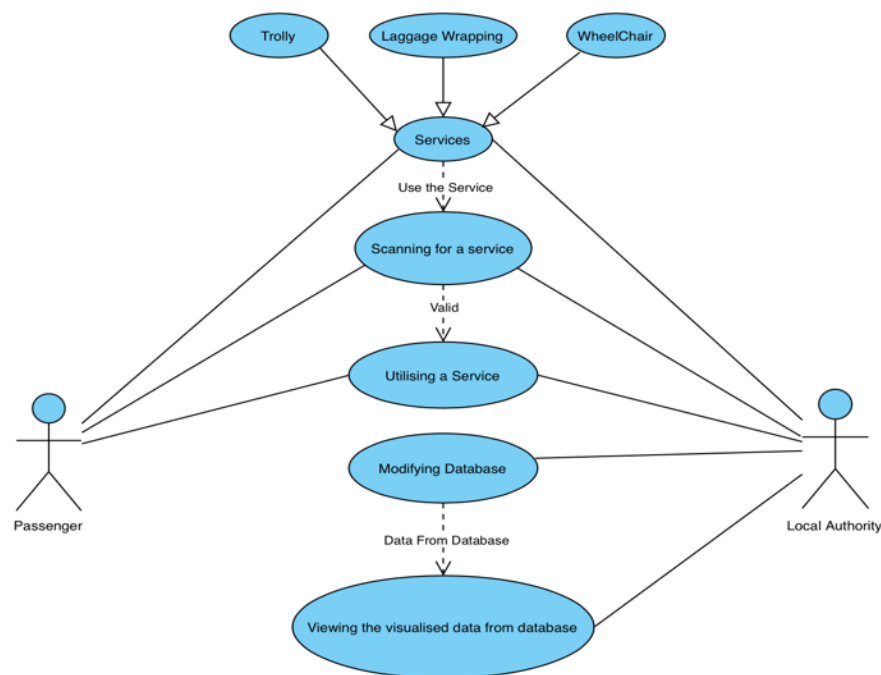 Trolly
Laggage Wrapping
WheelChair
Services
Use the Service
Scanning for a service
Valid
Utilising a Service
Modifying Database
Passenger
Local Authority
Data From Database
Viewing the visualised data from database